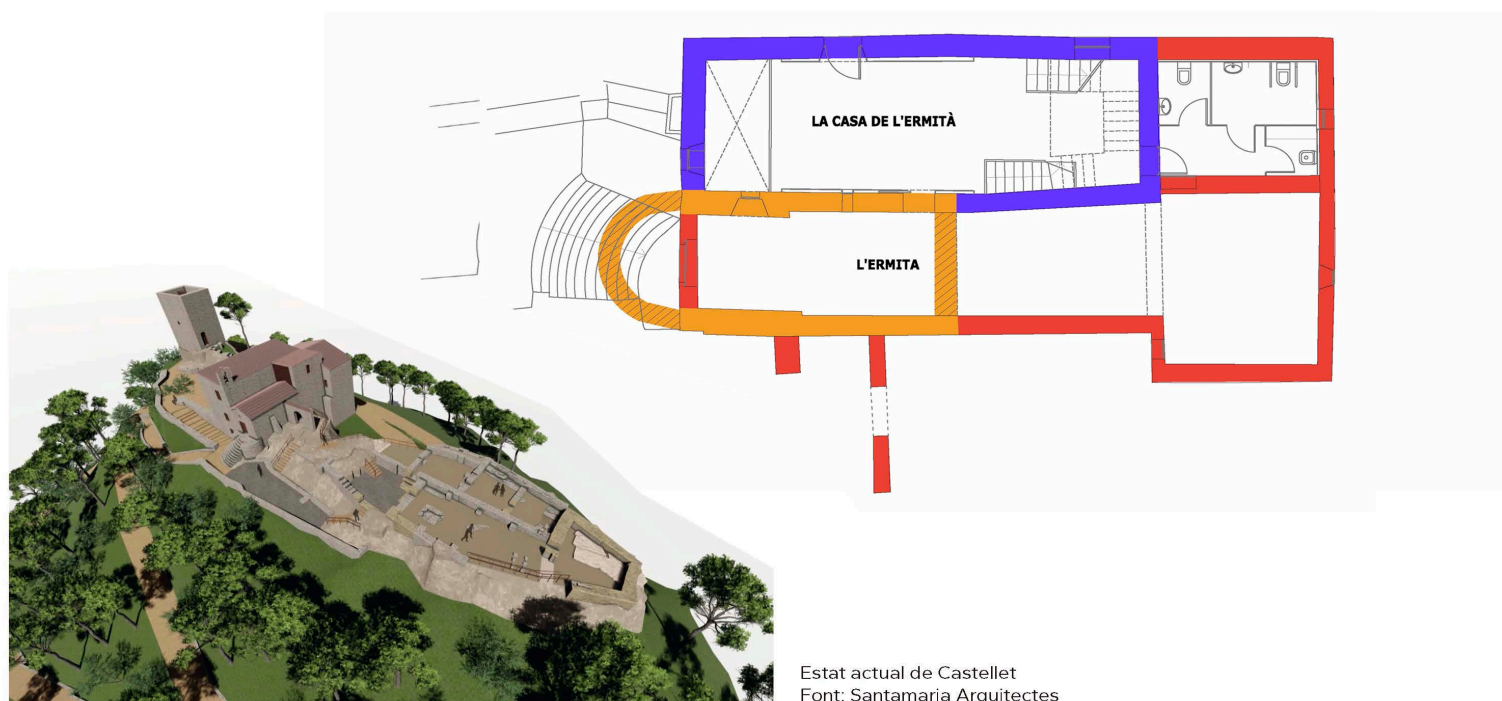 LA CASA DE L'ERMITÀ
L'ERMITA
Estat actual de Castellet
Font: Santamaria Arquitectes